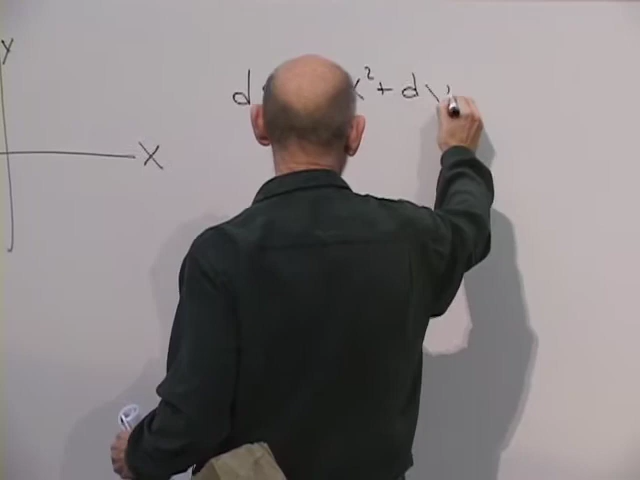 y
d x² + dy
x